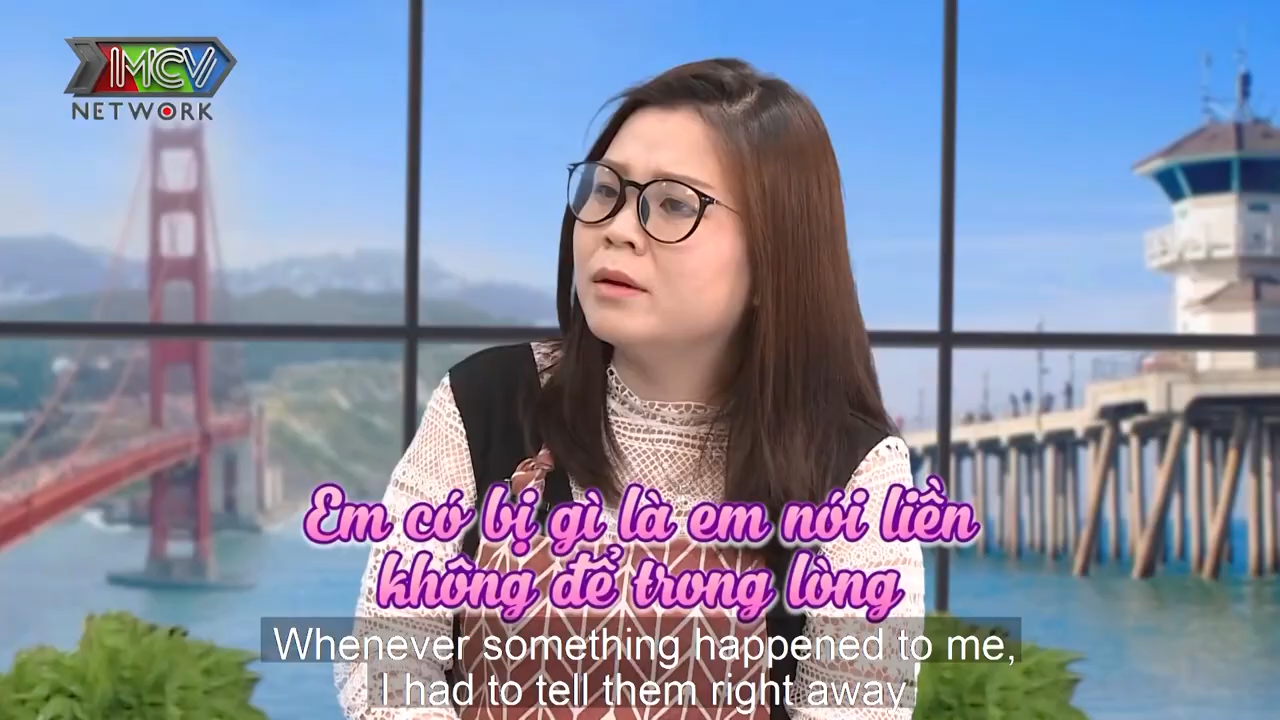 MCV
NETWORK
Em có bị gì là em nói liền
không để trong lòng
Whenever something happened to me,
I had to tell them right away